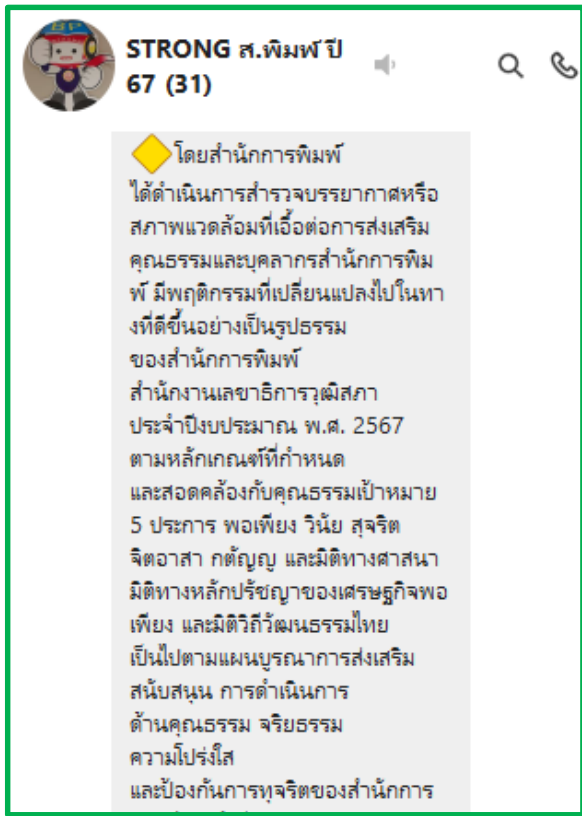 BP
STRONG ส.พิมพ์ ปี
67 (31)
โดยสำนักการพิมพ์
ได้ดำเนินการสำรวจบรรยากาศหรือ
สภาพแวดล้อมที่เอื้อต่อการส่งเสริม
คุณธรรมและบุคลากรสำนักการพิม
พ์ มีพฤติกรรมที่เปลี่ยนแปลงไปในทา
งที่ดีขึ้นอย่างเป็นรูปธรรม
ของสำนักการพิมพ์
สำนักงานเลขาธิการวุฒิสภา
ประจำปีงบประมาณ พ.ศ. 2567
ตามหลักเกณฑ์ที่กำหนด
และสอดคล้องกับคุณธรรมเป้าหมาย
5 ประการ พอเพียง วินัย สุจริต
จิตอาสา กตัญญู และมิติทางศาสนา
มิติทางหลักปรัชญาของเศรษฐกิจพอ
เพียง และมิติวิถีวัฒนธรรมไทย
เป็นไปตามแผนบูรณาการส่งเสริม
สนับสนุน การดำเนินการ
ด้านคุณธรรม จริยธรรม
ความโปร่งใส
และป้องกันการทุจริตของสำนักการ